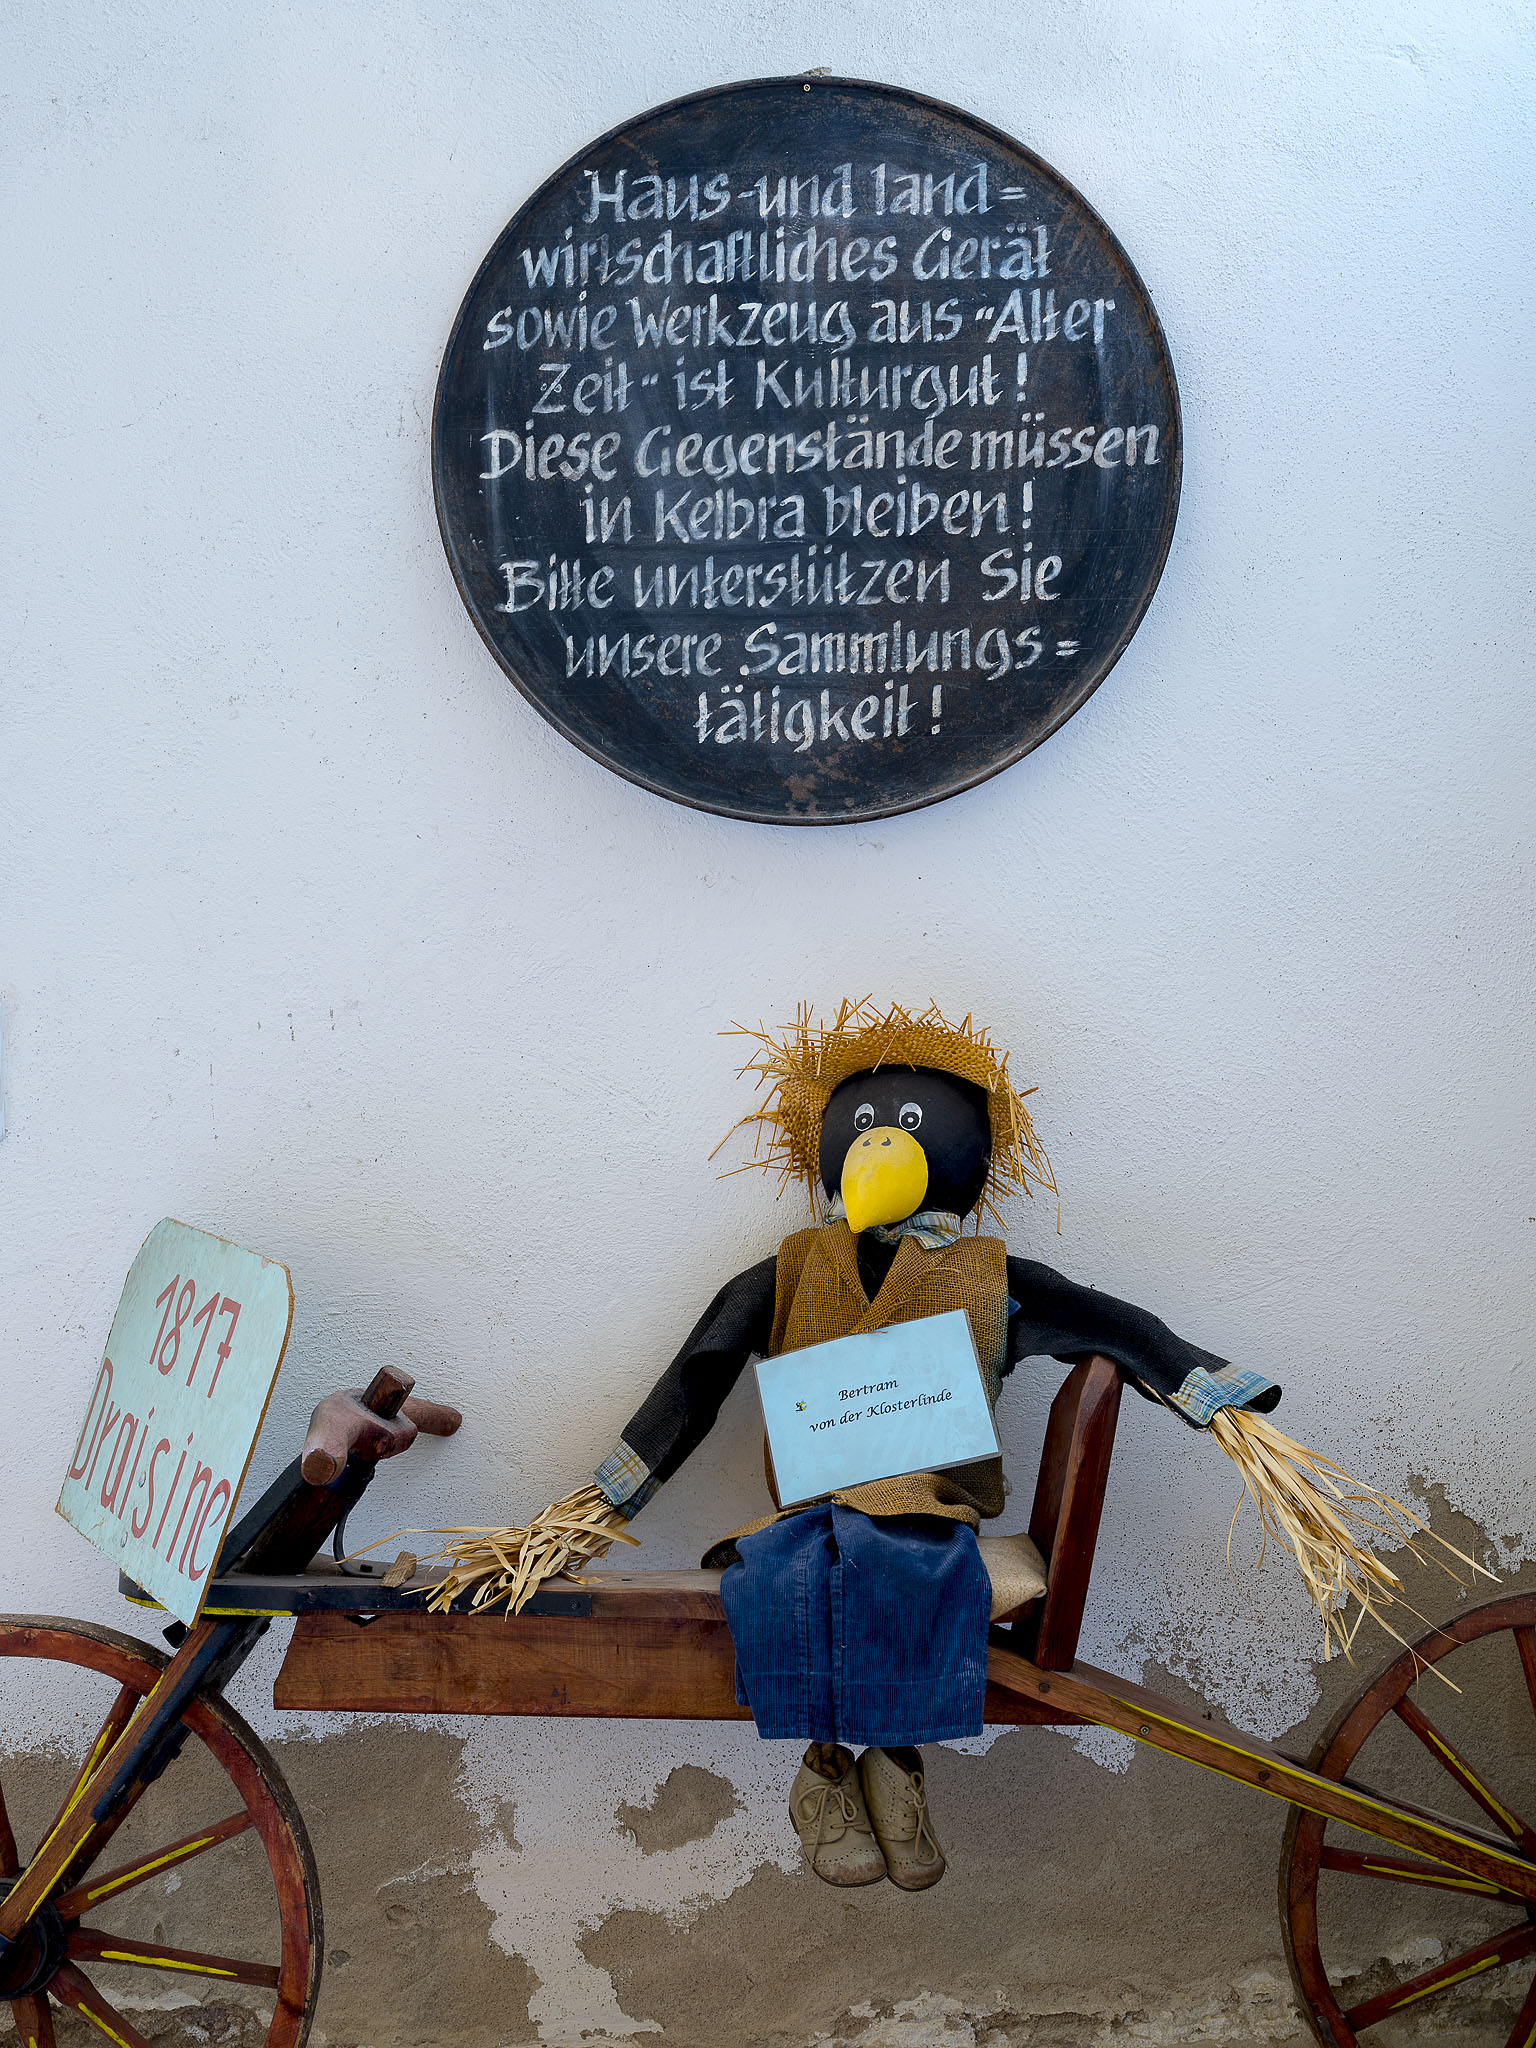 Haus-und land=
wirtschaftliches Gerät
sowie Werkzeug aus "Alter
Zeit" ist Kulturgut!
Diese Gegenstände müssen
in Kelbra bleiben!
Bitte unterstützen Sie
unsere Sammlungs=
tätigkeit!
Bertram
von der Klosterlinde
1817
Draisine